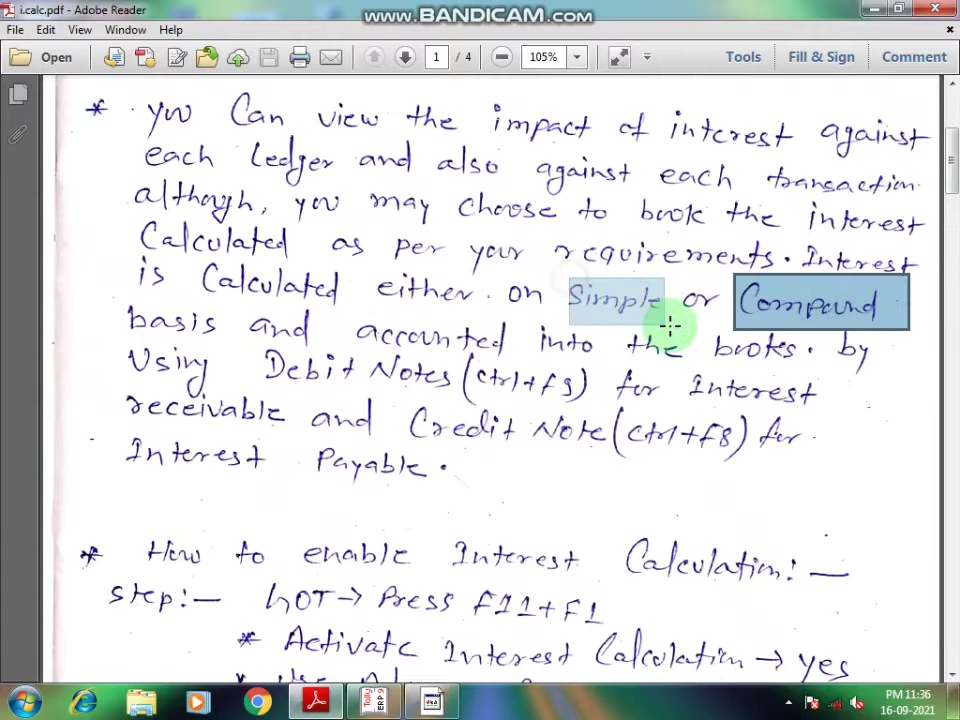 i.calc.pdf - Adobe Reader
www.BANDICAM.com
File Edit View Window Help
Open 1 / 4 105% Tools Fill & Sign Comment
* you Can view the impact of interest against
each Ledger and also against each transaction.
although, you may choose to book the interest
Calculated as per your requirements. Interest
is Calculated either on Simple or Compound
basis and accounted into the books. by
Using Debit Notes (Ctrl+F9) for Interest
receivable and Credit Note (Ctrl+F8) for
Interest Payable.
* How to enable Interest Calculation:—
step:— GOT → Press F11+F1
* Activate Interest Calculation → yes
Tally ERP 9
PM 11:36
16-09-2021